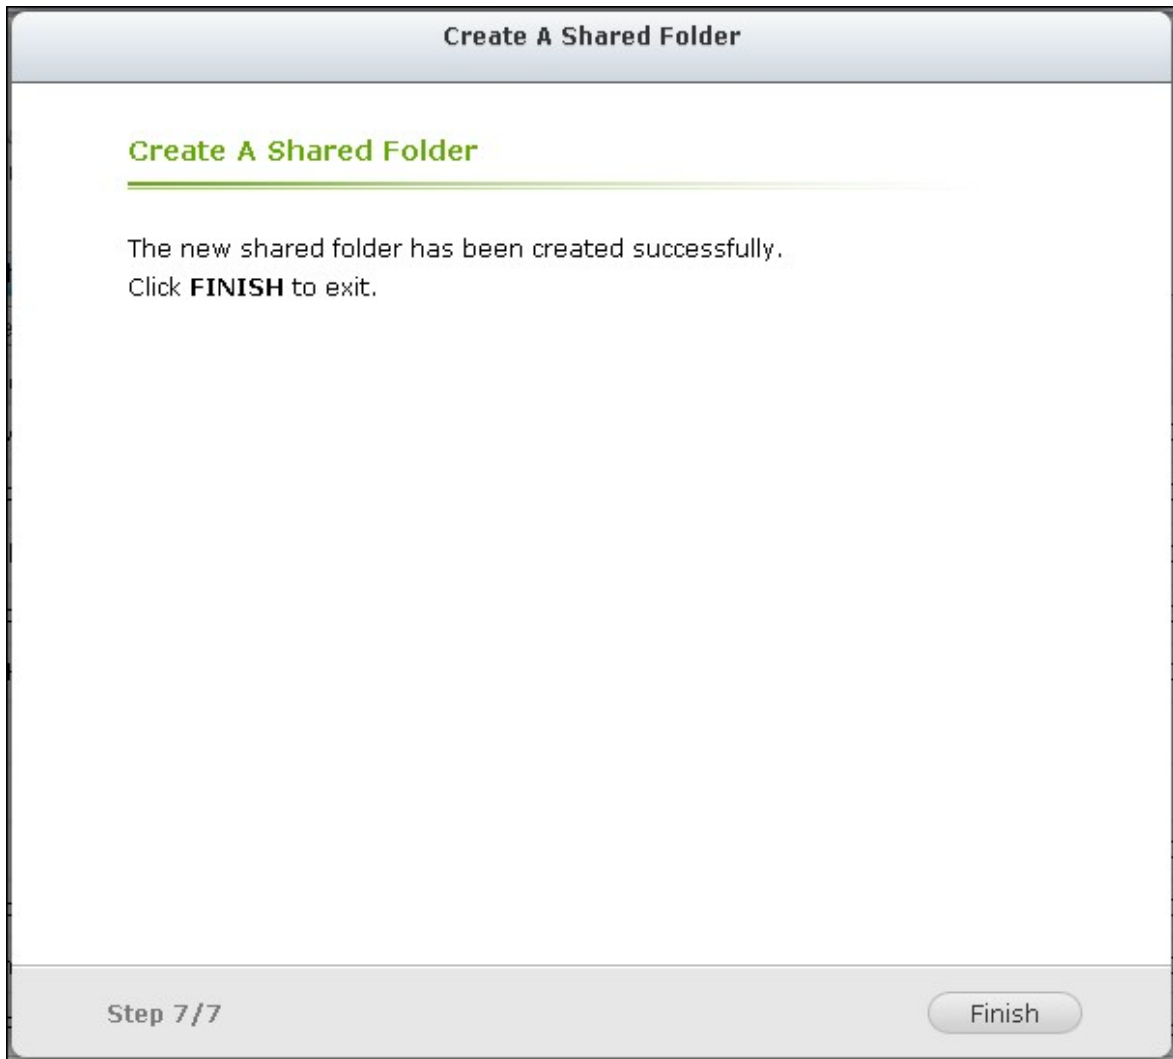 Create A Shared Folder
Create A Shared Folder
The new shared folder has been created successfully.
Click FINISH to exit.
Step 7/7
Finish